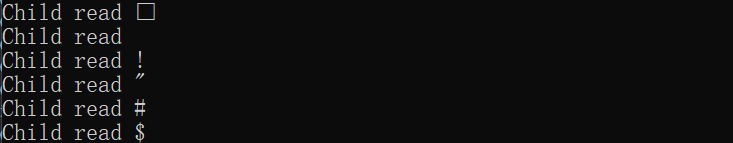 Child read □
Child read
Child read !
Child read "
Child read #
Child read $